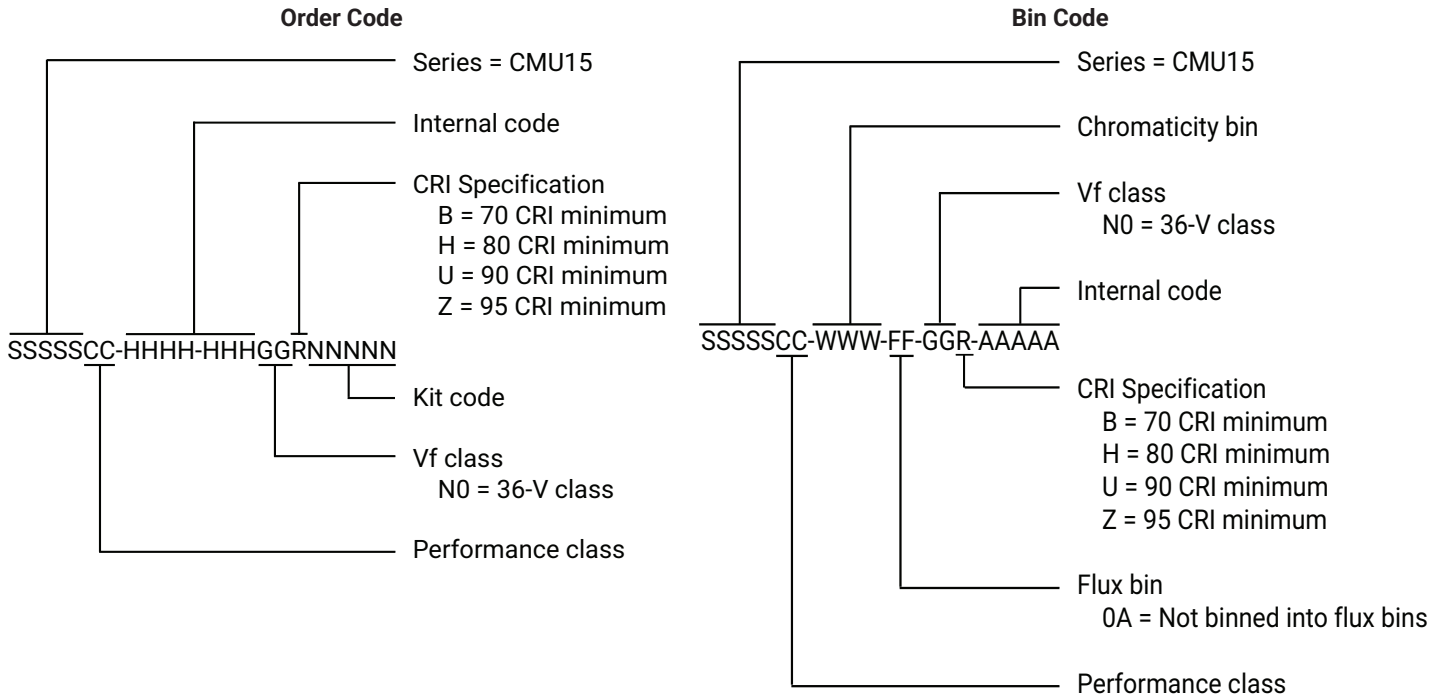 Order Code
Series = CMU15
Internal code
CRI Specification
B = 70 CRI minimum
H = 80 CRI minimum
U = 90 CRI minimum
Z = 95 CRI minimum
SSSSSCC-HHHH-HHHGGRNNNNN
Kit code
Vf class
N0 = 36-V class
Performance class
Bin Code
Series = CMU15
Chromaticity bin
Vf class
N0 = 36-V class
Internal code
SSSSSCC-WWW-FF-GGR-AAAAA
CRI Specification
B = 70 CRI minimum
H = 80 CRI minimum
U = 90 CRI minimum
Z = 95 CRI minimum
Flux bin
0A = Not binned into flux bins
Performance class